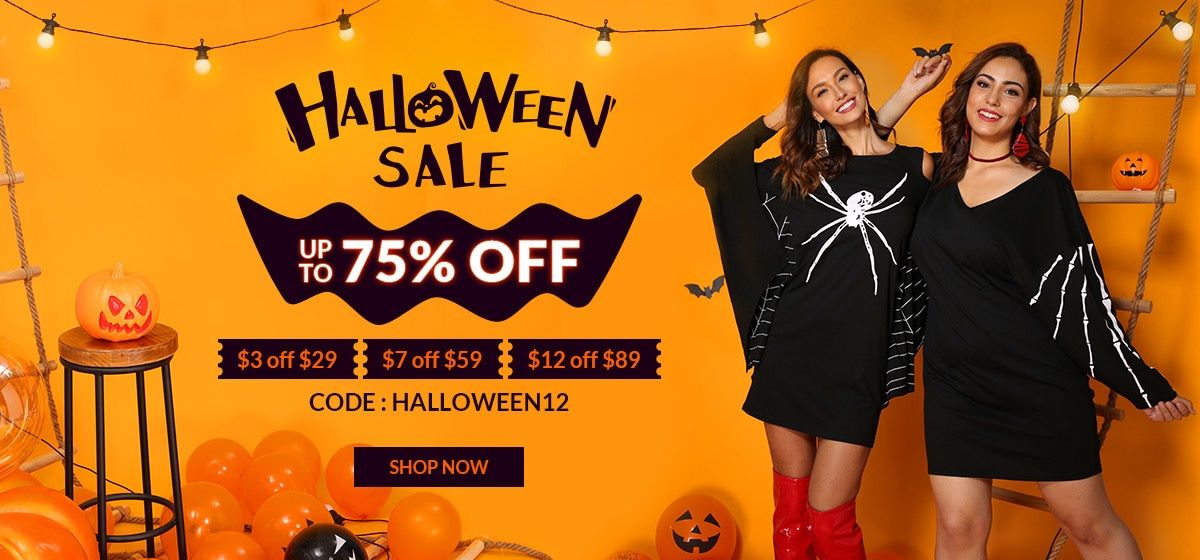 HALLOWEEN
SALE
UP TO 75% OFF
$3 off $29 $7 off $59 $12 off $89
CODE : HALLOWEEN12
SHOP NOW